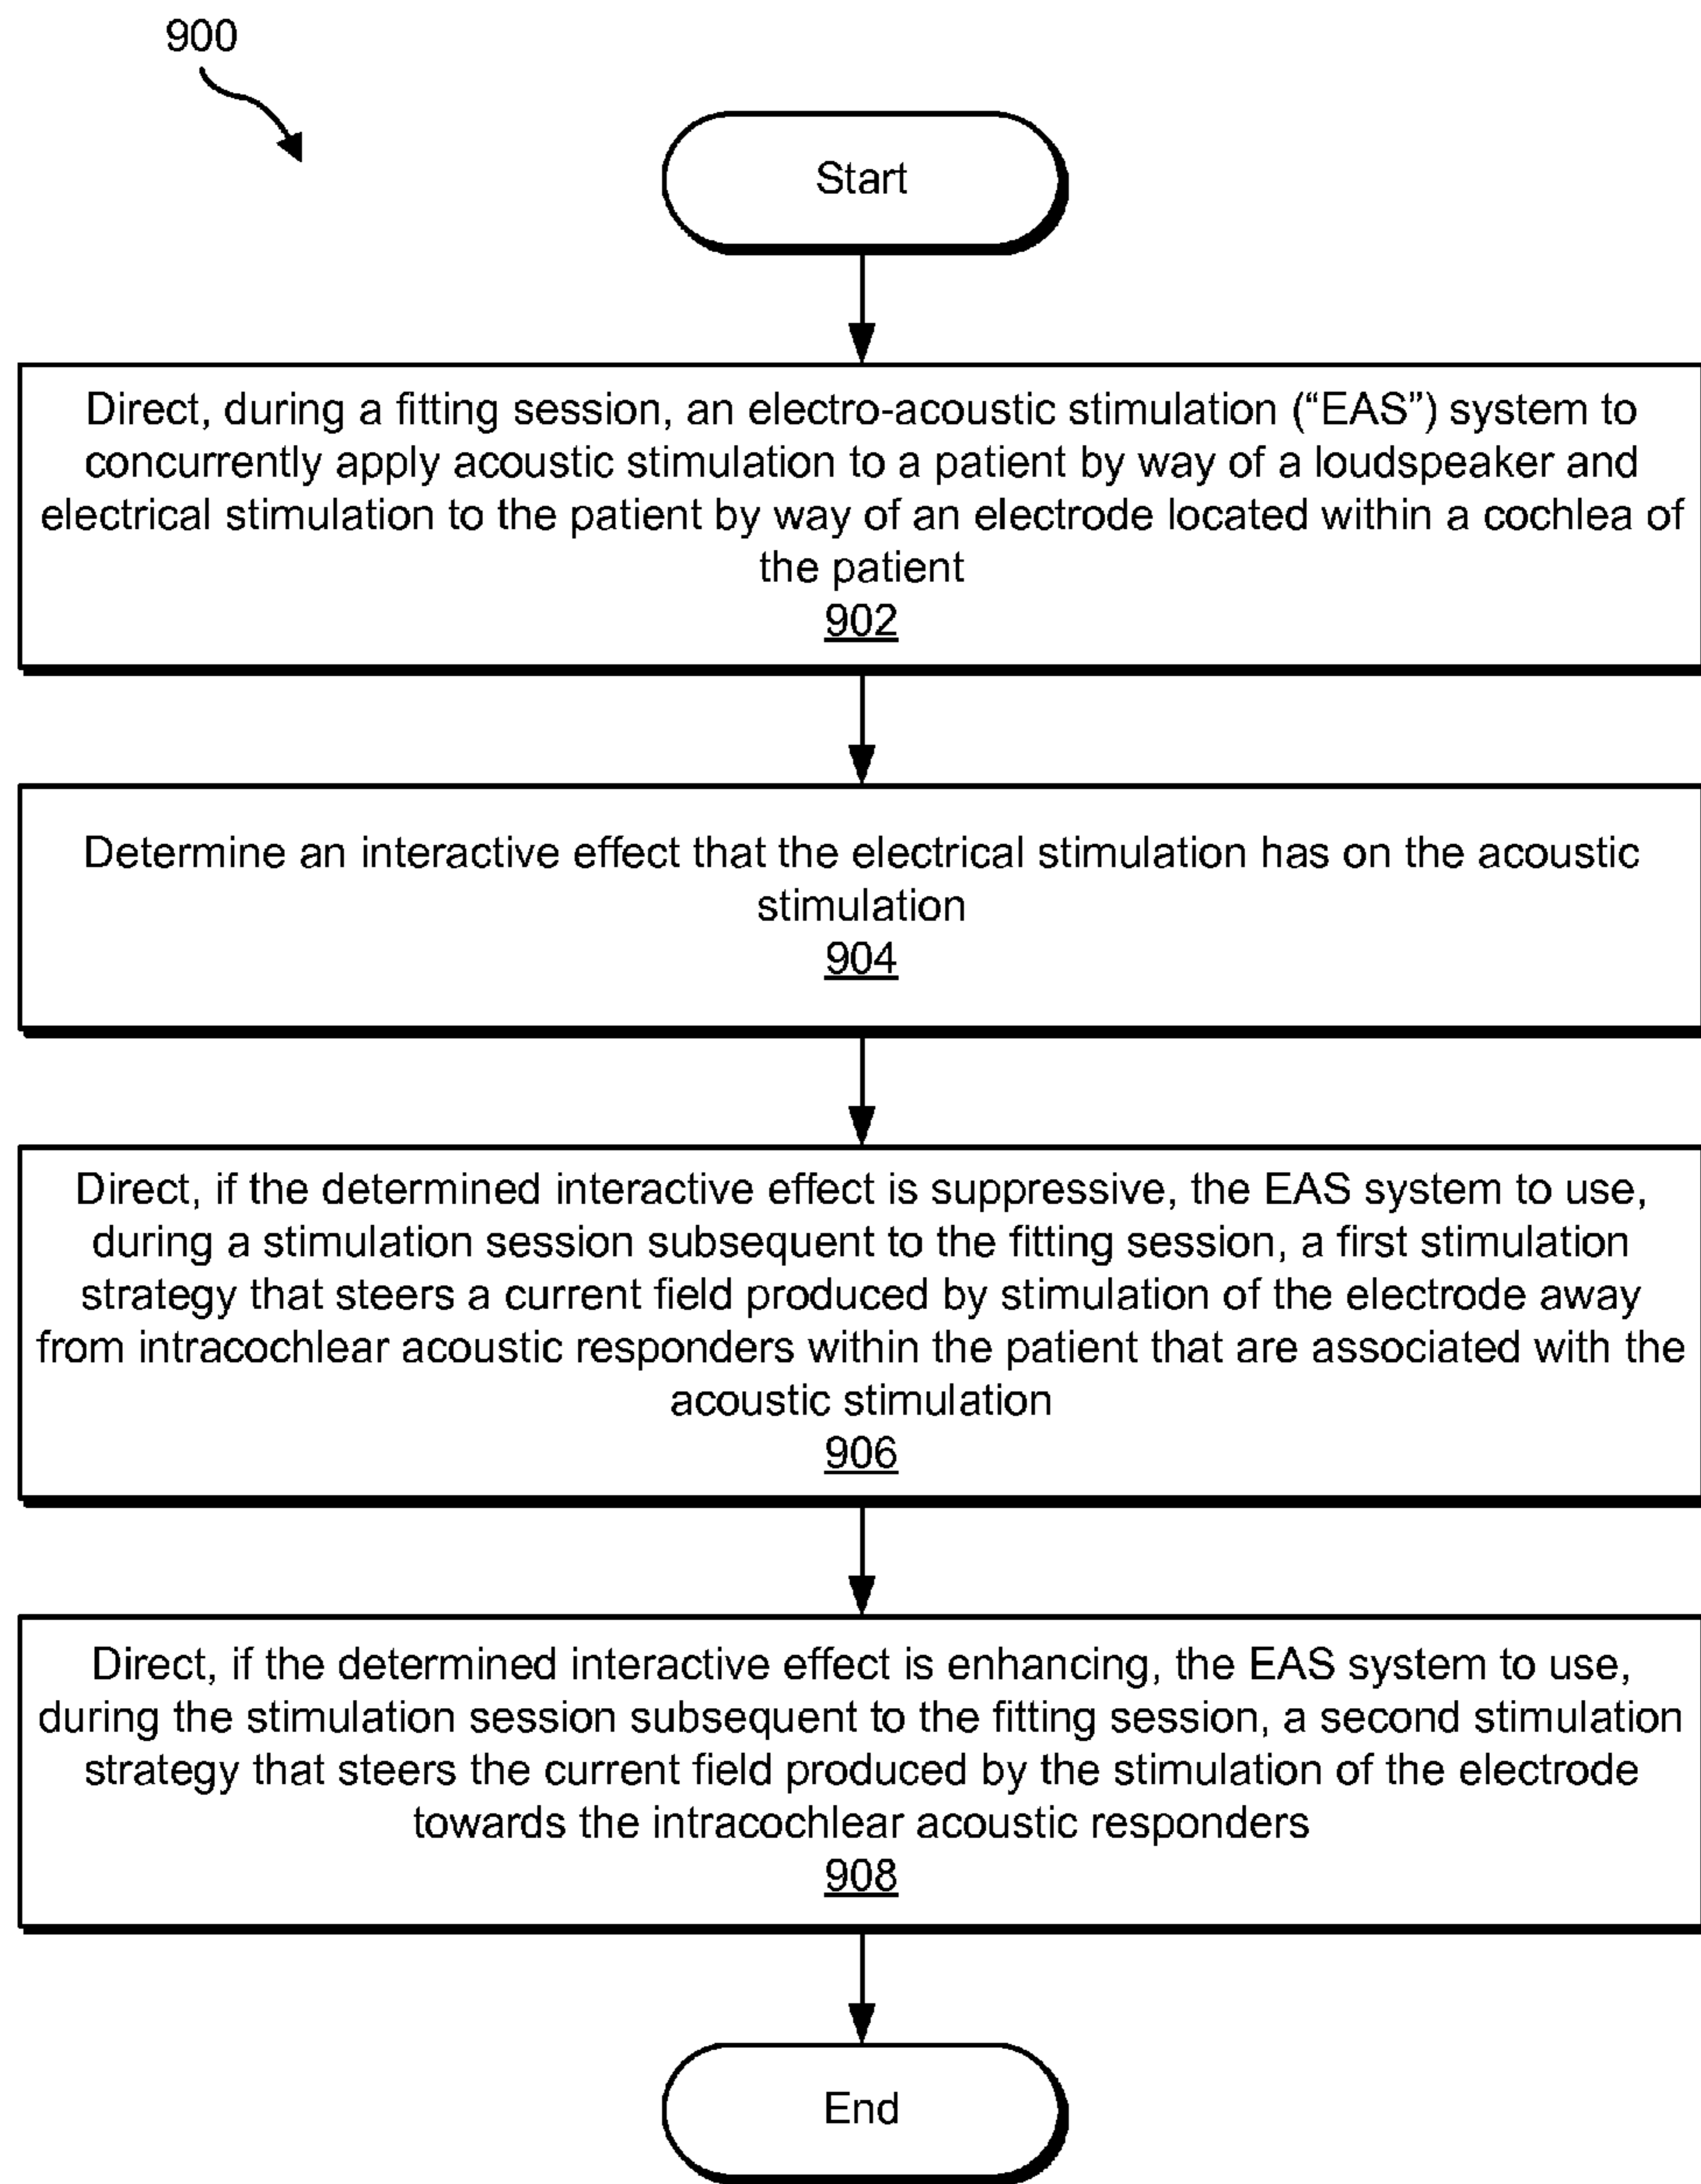 900
Start
Direct, during a fitting session, an electro-acoustic stimulation (“EAS”) system to
concurrently apply acoustic stimulation to a patient by way of a loudspeaker and
electrical stimulation to the patient by way of an electrode located within a cochlea of
the patient
902
Determine an interactive effect that the electrical stimulation has on the acoustic
stimulation
904
Direct, if the determined interactive effect is suppressive, the EAS system to use,
during a stimulation session subsequent to the fitting session, a first stimulation
strategy that steers a current field produced by stimulation of the electrode away
from intracochlear acoustic responders within the patient that are associated with the
acoustic stimulation
906
Direct, if the determined interactive effect is enhancing, the EAS system to use,
during the stimulation session subsequent to the fitting session, a second stimulation
strategy that steers the current field produced by the stimulation of the electrode
towards the intracochlear acoustic responders
908
End